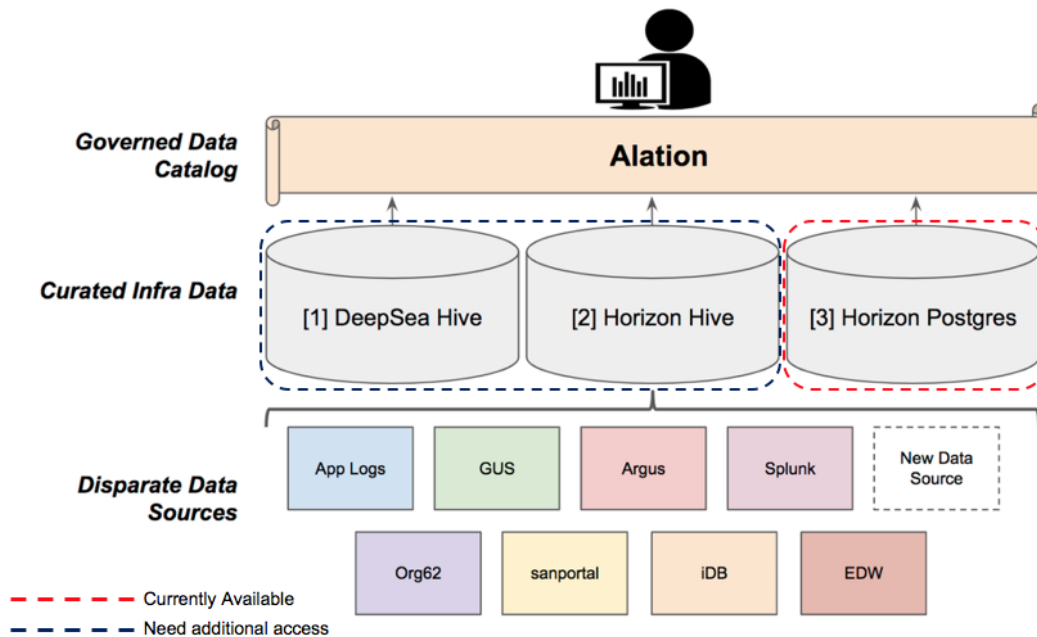 Governed Data
Catalog
Alation
Curated Infra Data
[1] DeepSea Hive
[2] Horizon Hive
[3] Horizon Postgres
Disparate Data
Sources
App Logs
GUS
Argus
Splunk
New Data
Source
Org62
sanportal
iDB
EDW
Currently Available
Need additional access